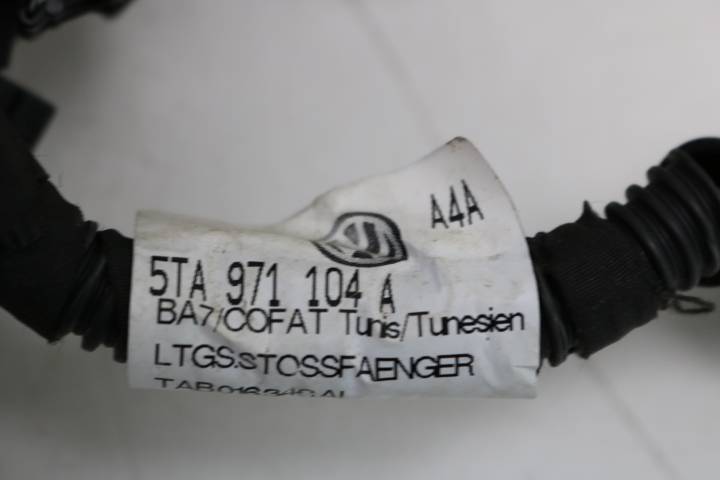 A4A
5TA 971 104 A
BA7/COFAT Tunis/Tunesien
LTGS.STOSSFAENGER